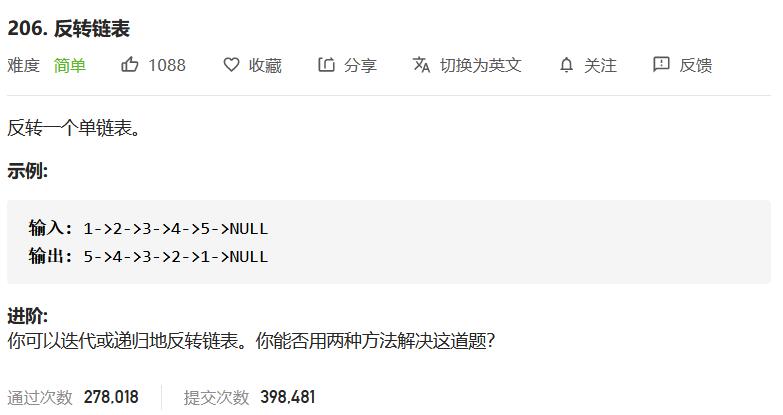 206. 反转链表
难度 简单 1088 收藏 分享 切换为英文 关注 反馈
反转一个单链表。
示例:
输入: 1->2->3->4->5->NULL
输出: 5->4->3->2->1->NULL
进阶:
你可以迭代或递归地反转链表。你能否用两种方法解决这道题？
通过次数 278,018 提交次数 398,481